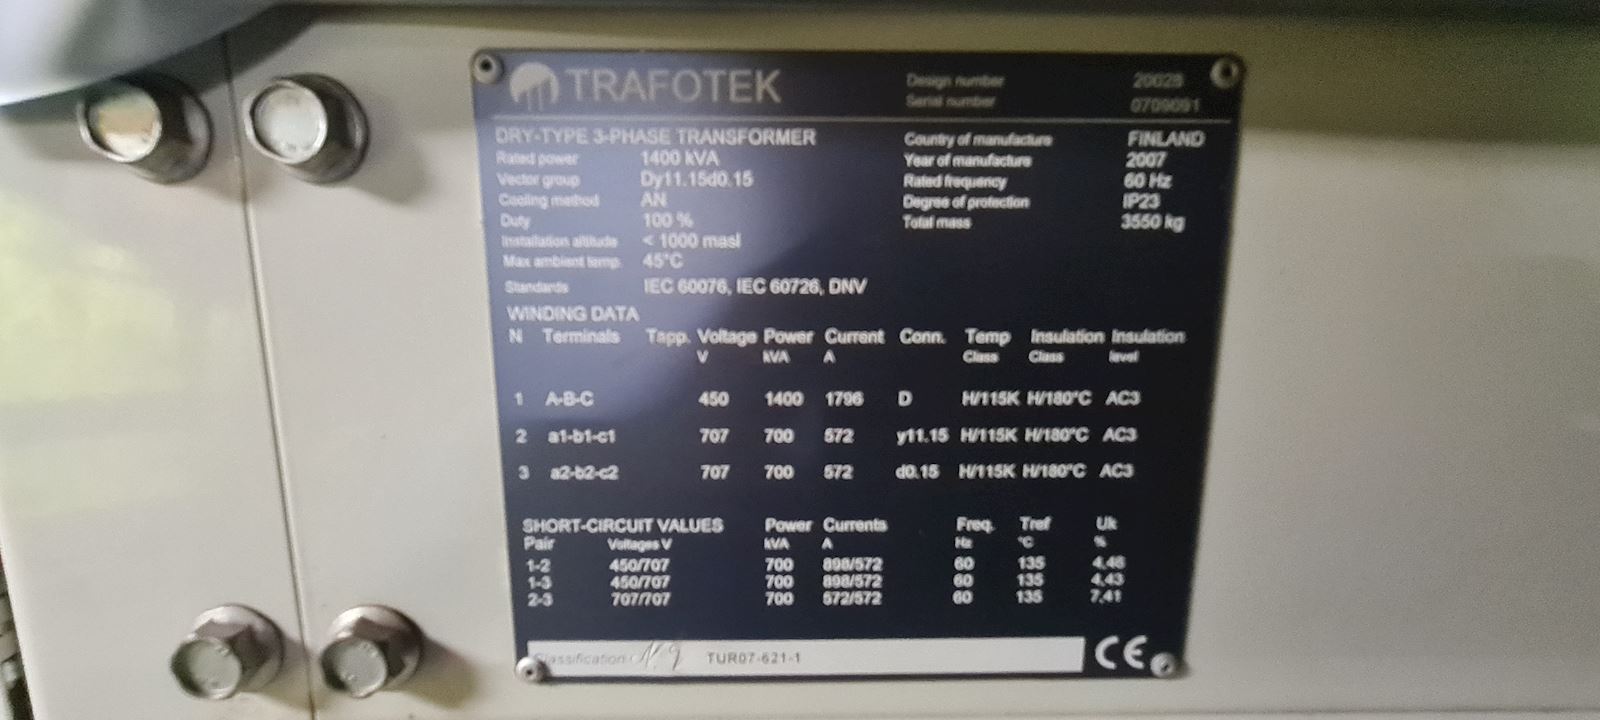 TRAFOTEK
Design number 20628
Serial number 0709091
DRY-TYPE 3-PHASE TRANSFORMER
Rated power 1400 kVA
Vector group Dy11.15d0.15
Cooling method AN
Duty 100 %
Installation altitude < 1000 masl
Max ambient temp. 45°C
Standards IEC 60076, IEC 60726, DNV
Country of manufacture FINLAND
Year of manufacture 2007
Rated frequency 60 Hz
Degree of protection IP23
Total mass 3550 kg
WINDING DATA
N Terminals Tapp. Voltage Power Current Conn. Temp Insulation Insulation
V kVA A Class Class level
1 A-B-C 450 1400 1796 D H/115K H/180°C AC3
2 a1-b1-c1 707 700 572 y11.15 H/115K H/180°C AC3
3 a2-b2-c2 707 700 572 d0.15 H/115K H/180°C AC3
SHORT-CIRCUIT VALUES Power Currents Freq. Tref Uk
Pair Voltages V kVA A Hz °C %
1-2 450/707 700 898/572 60 135 4,46
1-3 450/707 700 898/572 60 135 4,43
2-3 707/707 700 572/572 60 135 7,41
Classification TUR07-621-1
CE